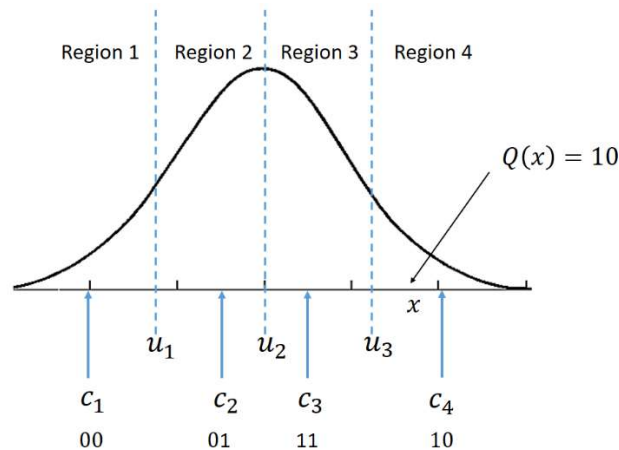 Region 1 Region 2 Region 3 Region 4
Q(x) = 10
x
u₁ u₂ u₃
c₁ c₂ c₃ c₄
00 01 11 10